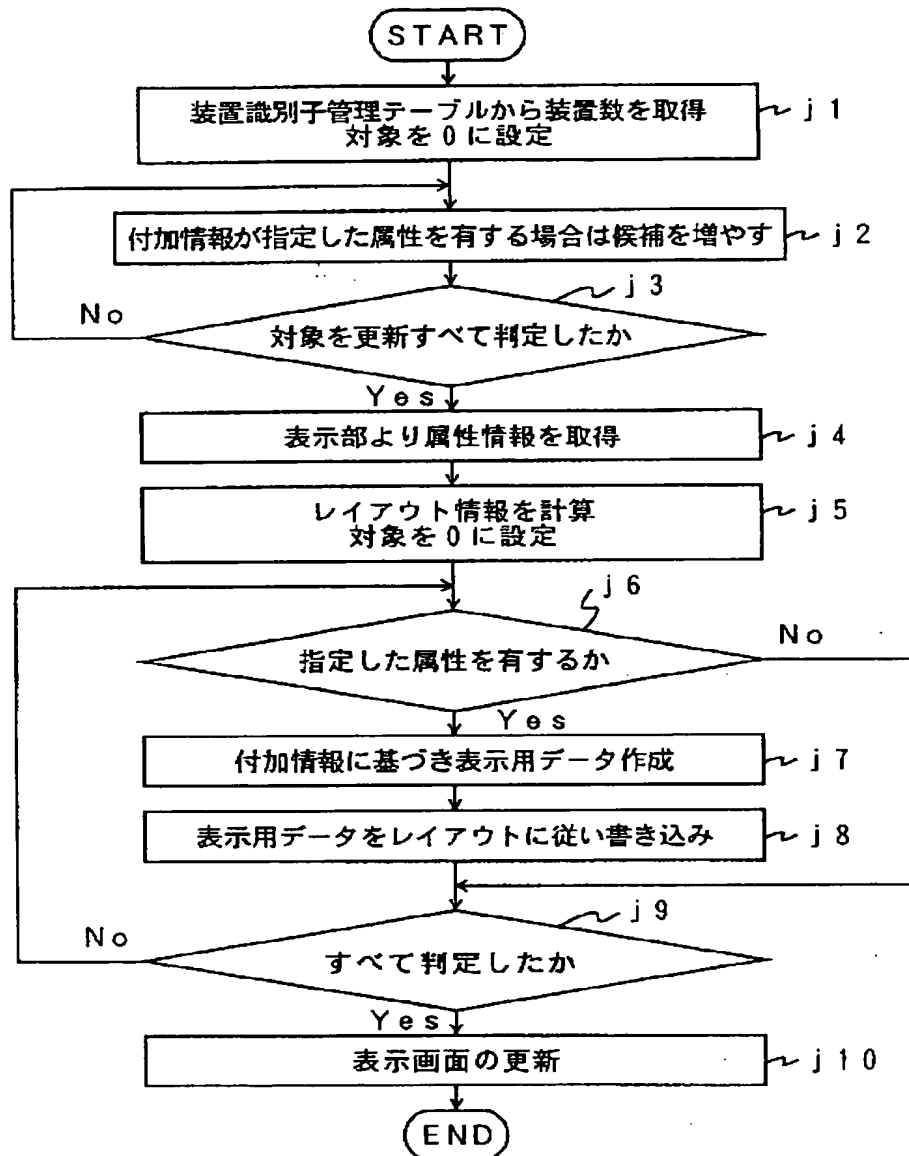 START
装置識別子管理テーブルから装置数を取得
対象を0に設定
j1
付加情報が指定した属性を有する場合は候補を増やす
j2
j3
No
対象を更新すべて判定したか
Yes
表示部より属性情報を取得
j4
レイアウト情報を計算
対象を0に設定
j5
j6
No
指定した属性を有するか
Yes
付加情報に基づき表示用データ作成
j7
表示用データをレイアウトに従い書き込み
j8
j9
No
すべて判定したか
Yes
表示画面の更新
j10
END